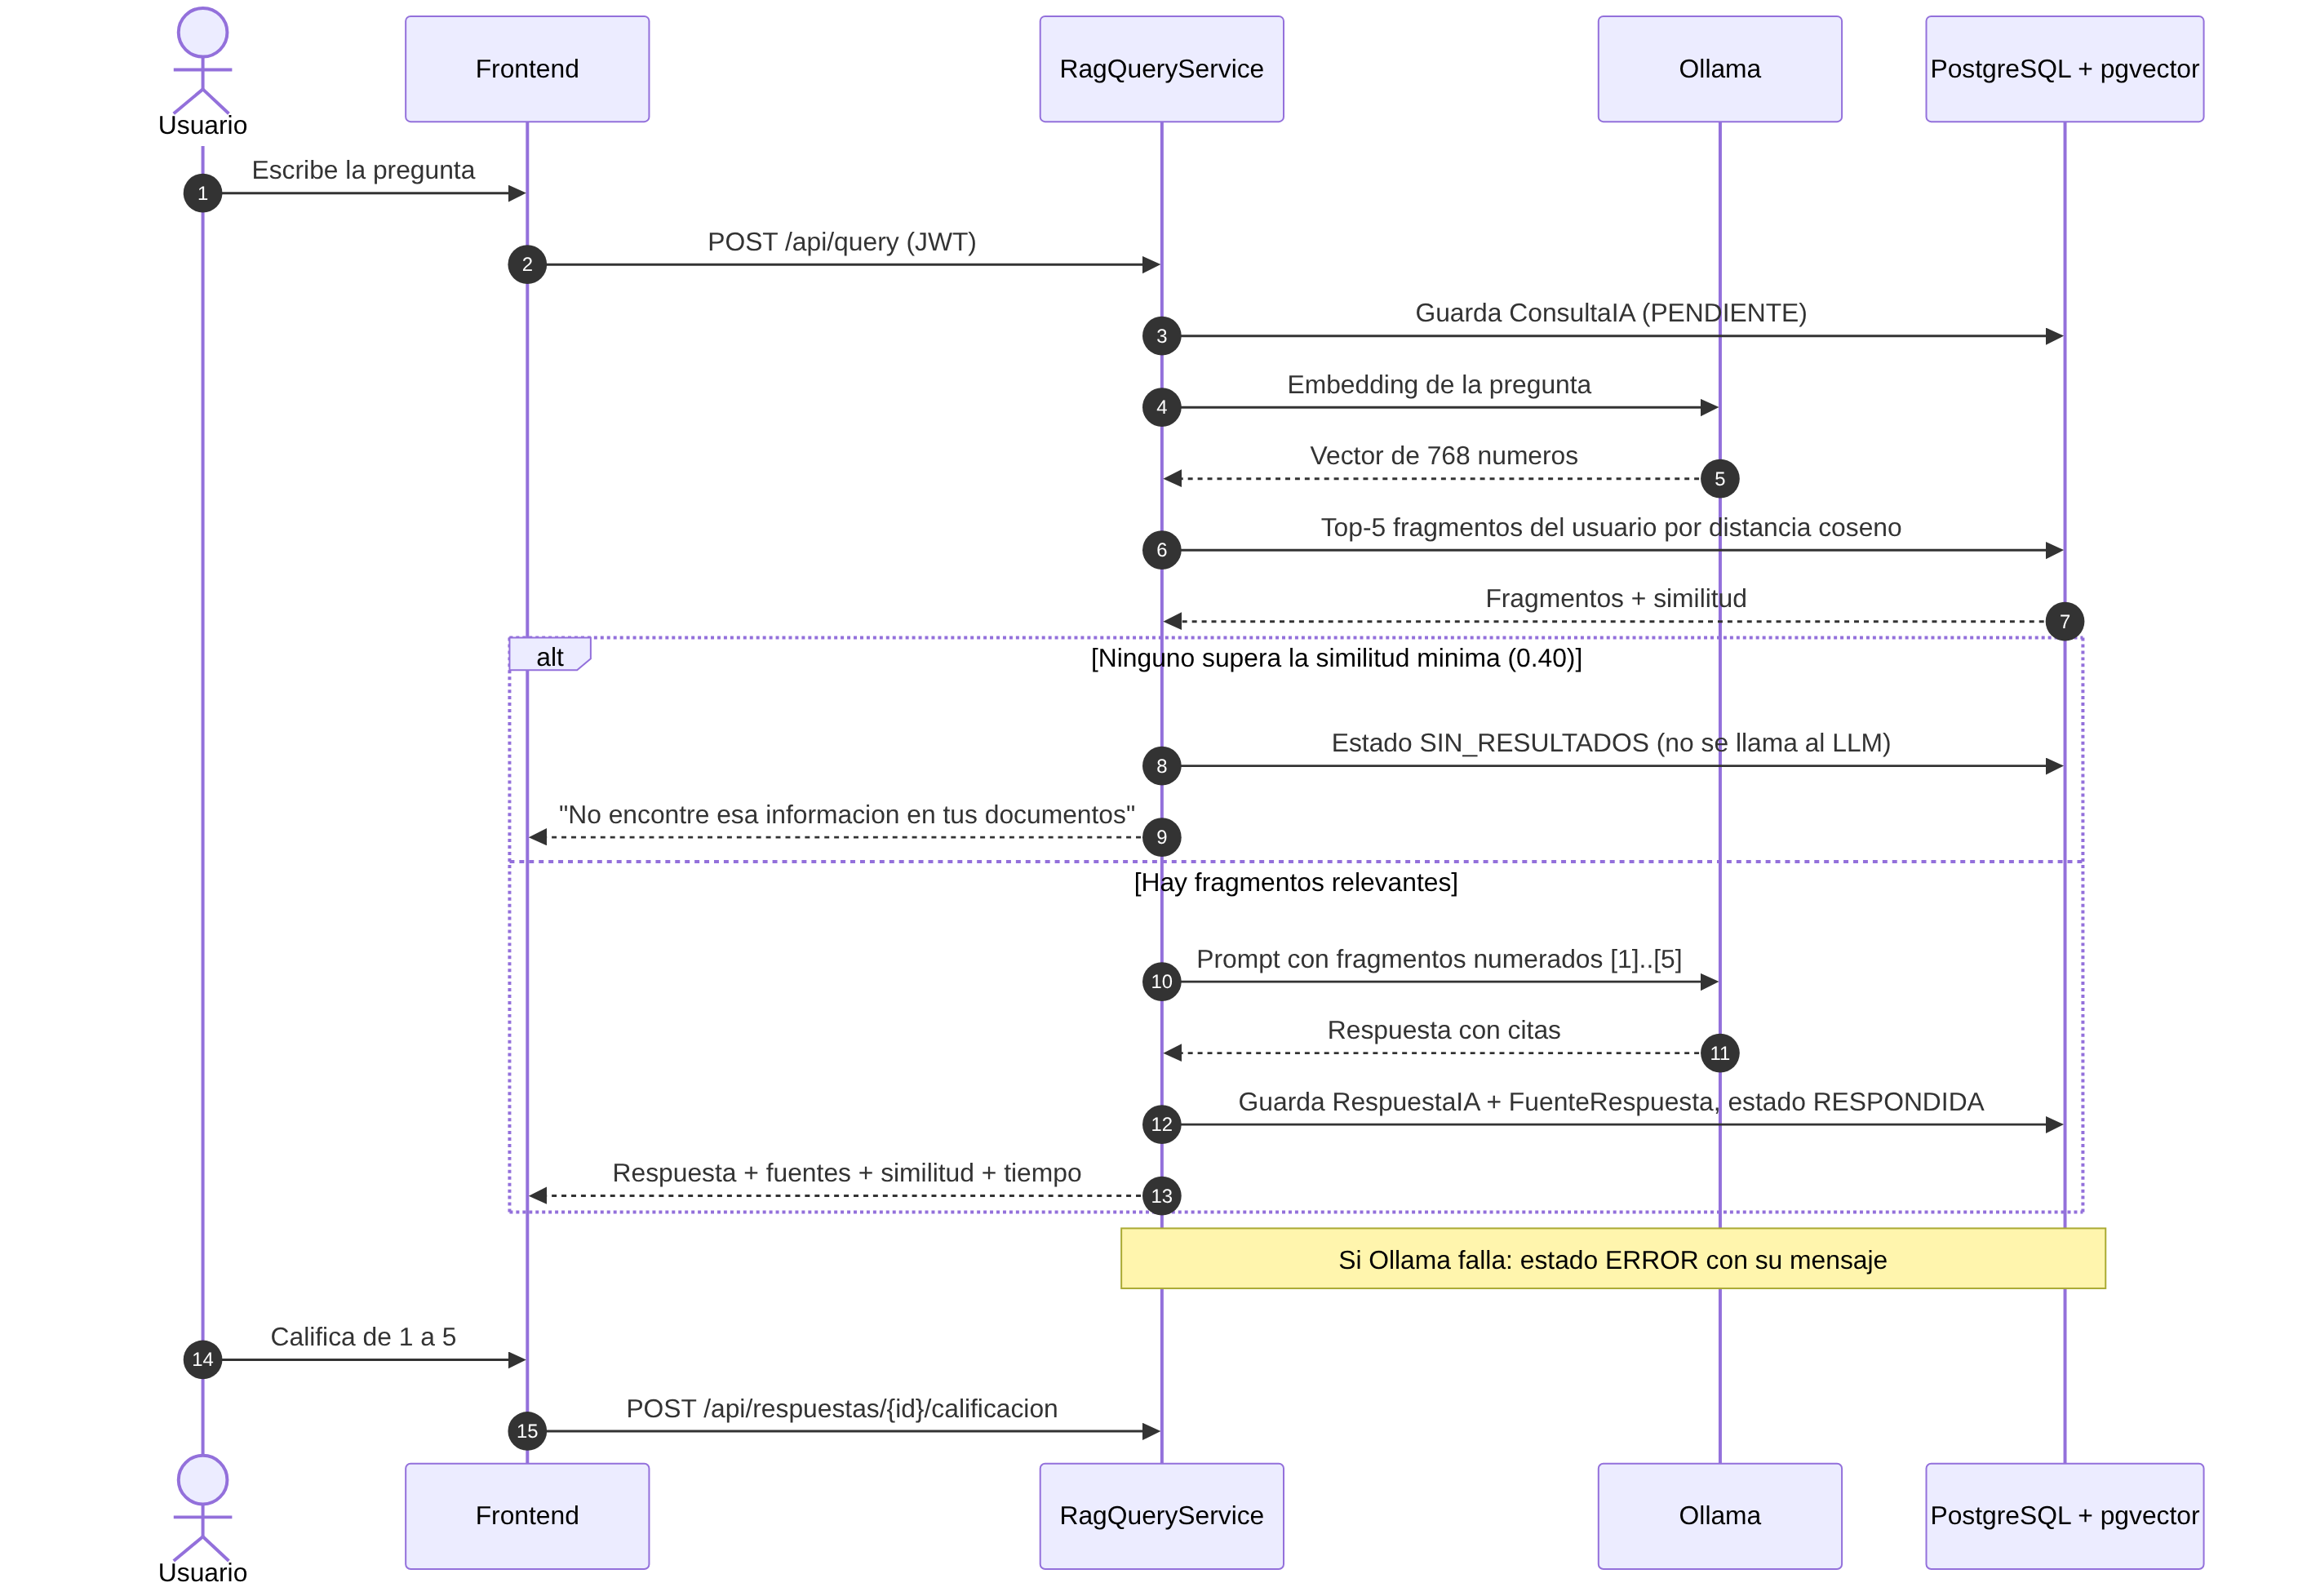 Usuario
Frontend
RagQueryService
Ollama
PostgreSQL + pgvector
Escribe la pregunta
1
POST /api/query (JWT)
2
Guarda ConsultaIA (PENDIENTE)
3
Embedding de la pregunta
4
Vector de 768 numeros
5
Top-5 fragmentos del usuario por distancia coseno
6
Fragmentos + similitud
7
alt
[Ninguno supera la similitud minima (0.40)]
Estado SIN_RESULTADOS (no se llama al LLM)
8
"No encontre esa informacion en tus documentos"
9
[Hay fragmentos relevantes]
Prompt con fragmentos numerados [1]..[5]
10
Respuesta con citas
11
Guarda RespuestaIA + FuenteRespuesta, estado RESPONDIDA
12
Respuesta + fuentes + similitud + tiempo
13
Si Ollama falla: estado ERROR con su mensaje
Califica de 1 a 5
14
POST /api/respuestas/{id}/calificacion
15
Usuario
Frontend
RagQueryService
Ollama
PostgreSQL + pgvector